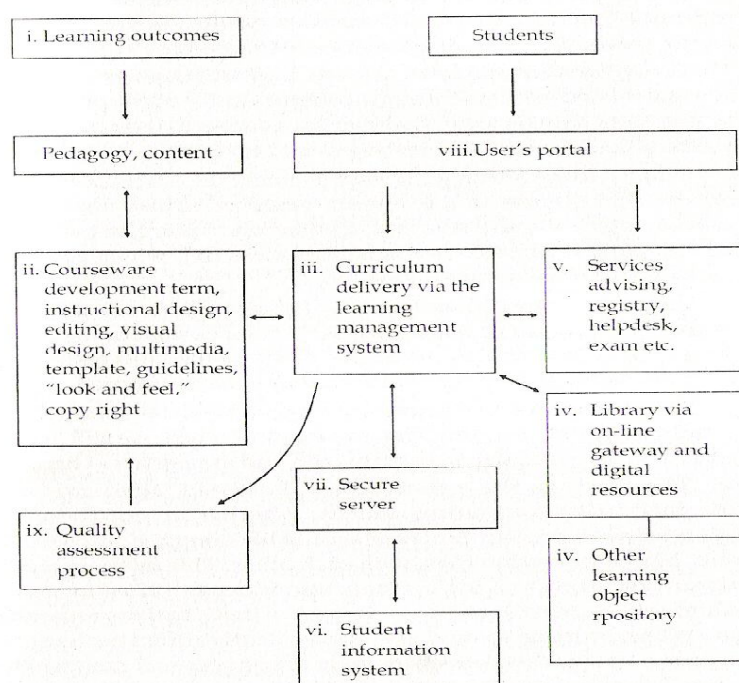 i. Learning outcomes
Students
Pedagogy, content
viii.User's portal
ii. Courseware
development term,
instructional design,
editing, visual
design, multimedia,
template, guidelines,
"look and feel,"
copy right
iii. Curriculum
delivery via the
learning
management
system
v. Services
advising,
registry,
helpdesk,
exam etc.
iv. Library via
on-line
gateway and
digital
resources
vii. Secure
server
ix. Quality
assessment
process
iv. Other
learning
object
rpository
vi. Student
information
system